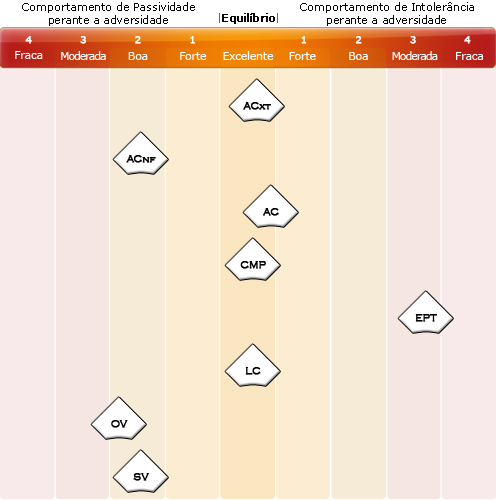 Comportamento de Passividade
perante a adversidade
|Equilíbrio|
Comportamento de Intolerância
perante a adversidade
4 3 2 1 1 2 3 4
Fraca Moderada Boa Forte Excelente Forte Boa Moderada Fraca
ACXT
ACNF
AC
CMP
EPT
LC
OV
SV